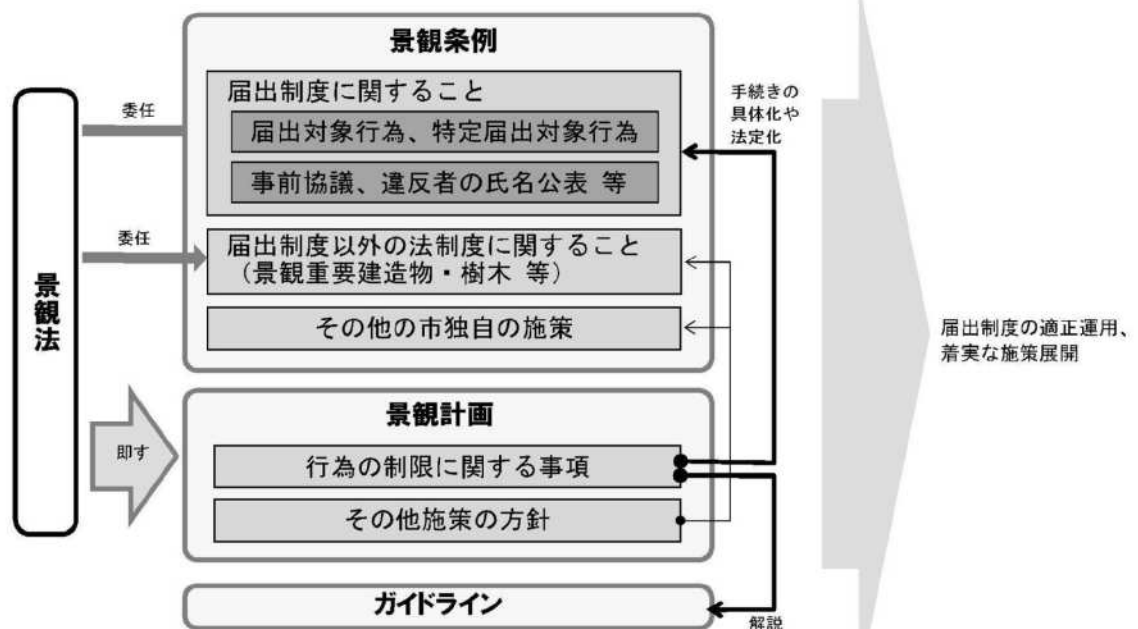 景観条例
届出制度に関すること
届出対象行為、特定届出対象行為
事前協議、違反者の氏名公表 等
届出制度以外の法制度に関すること
（景観重要建造物・樹木 等）
その他の市独自の施策
景観法
委任
委任
即す
景観計画
行為の制限に関する事項
その他施策の方針
ガイドライン
手続きの
具体化や
法定化
解説
届出制度の適正運用、
着実な施策展開